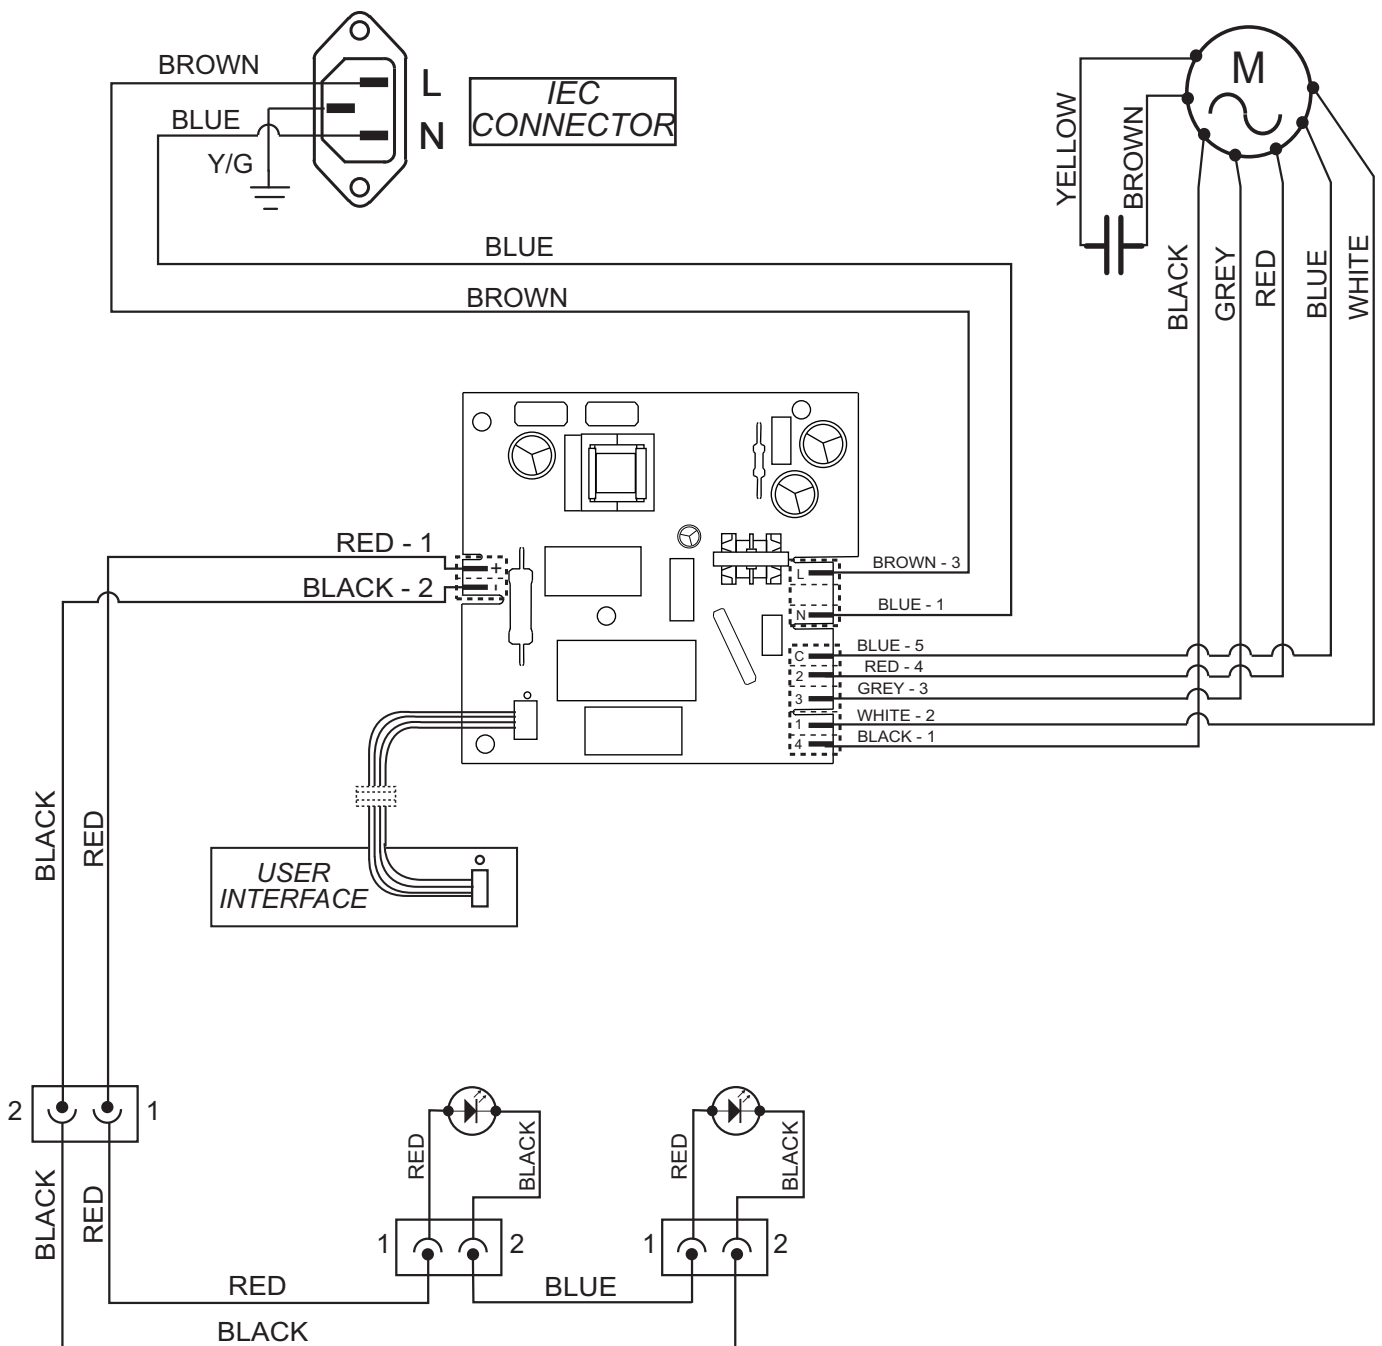 BROWN
L
IEC
CONNECTOR
BLUE
N
Y/G
M
YELLOW
BROWN
BLACK
GREY
RED
BLUE
WHITE
BLUE
BROWN
RED - 1
+
BLACK - 2
-
L
BROWN - 3
N
BLUE - 1
C
BLUE - 5
2
RED - 4
3
GREY - 3
1
WHITE - 2
4
BLACK - 1
BLACK
RED
USER
INTERFACE
2
1
BLACK
RED
RED
BLACK
1
2
RED
BLACK
1
2
RED
BLUE
BLACK